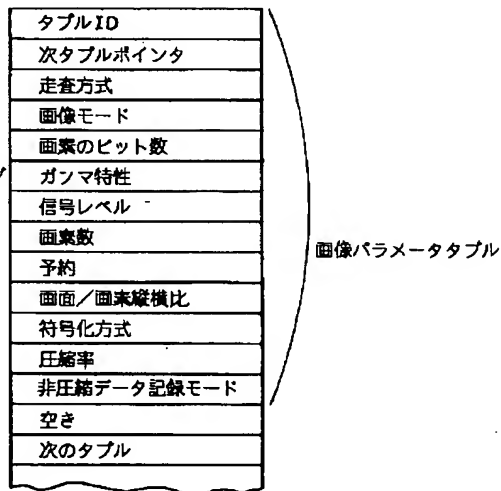 タプルID
次タプルポインタ
走査方式
画像モード
画素のビット数
ガンマ特性
信号レベル
画素数
予約
画面／画素縦横比
符号化方式
圧縮率
非圧縮データ記録モード
空き
次のタプル
画像パラメータタプル